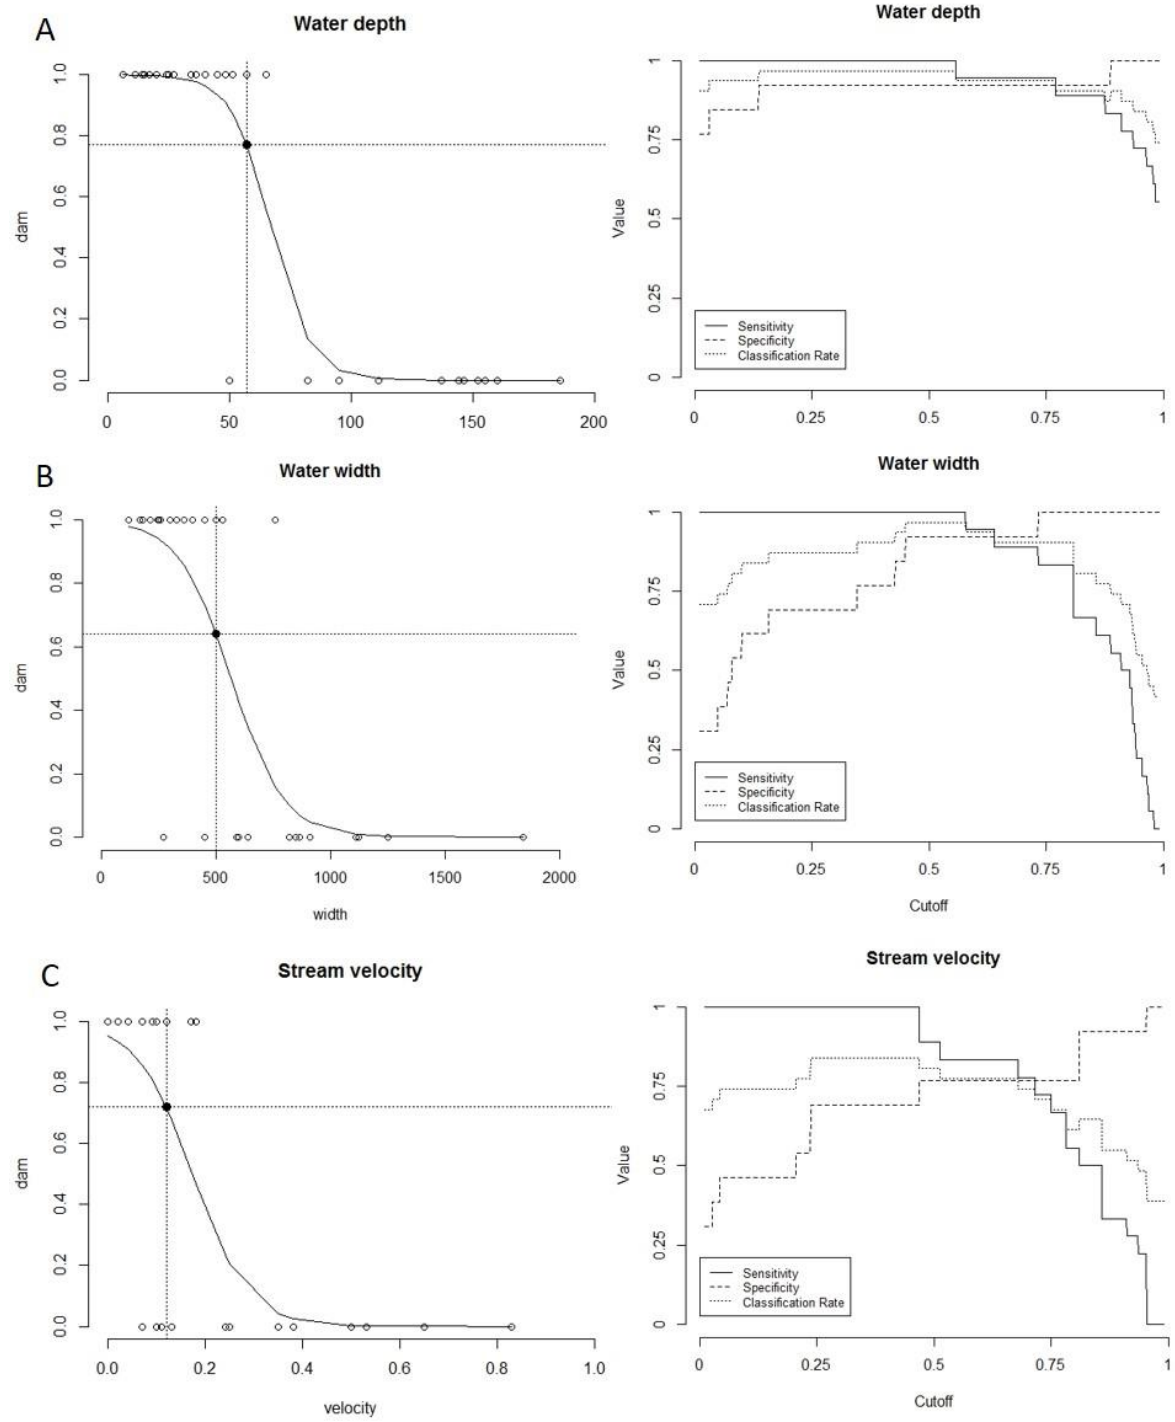 A
Water depth
dam
0.0 0.2 0.4 0.6 0.8 1.0
0 50 100 150 200
Water depth
Value
0 0.25 0.5 0.75 1
Sensitivity
Specificity
Classification Rate
0 0.25 0.5 0.75 1
B
Water width
dam
0.0 0.2 0.4 0.6 0.8 1.0
0 500 1000 1500 2000
width
Water width
Value
0 0.25 0.5 0.75 1
Sensitivity
Specificity
Classification Rate
0 0.25 0.5 0.75 1
Cutoff
C
Stream velocity
dam
0.0 0.2 0.4 0.6 0.8 1.0
0.0 0.2 0.4 0.6 0.8 1.0
velocity
Stream velocity
Value
0 0.25 0.5 0.75 1
Sensitivity
Specificity
Classification Rate
0 0.25 0.5 0.75 1
Cutoff